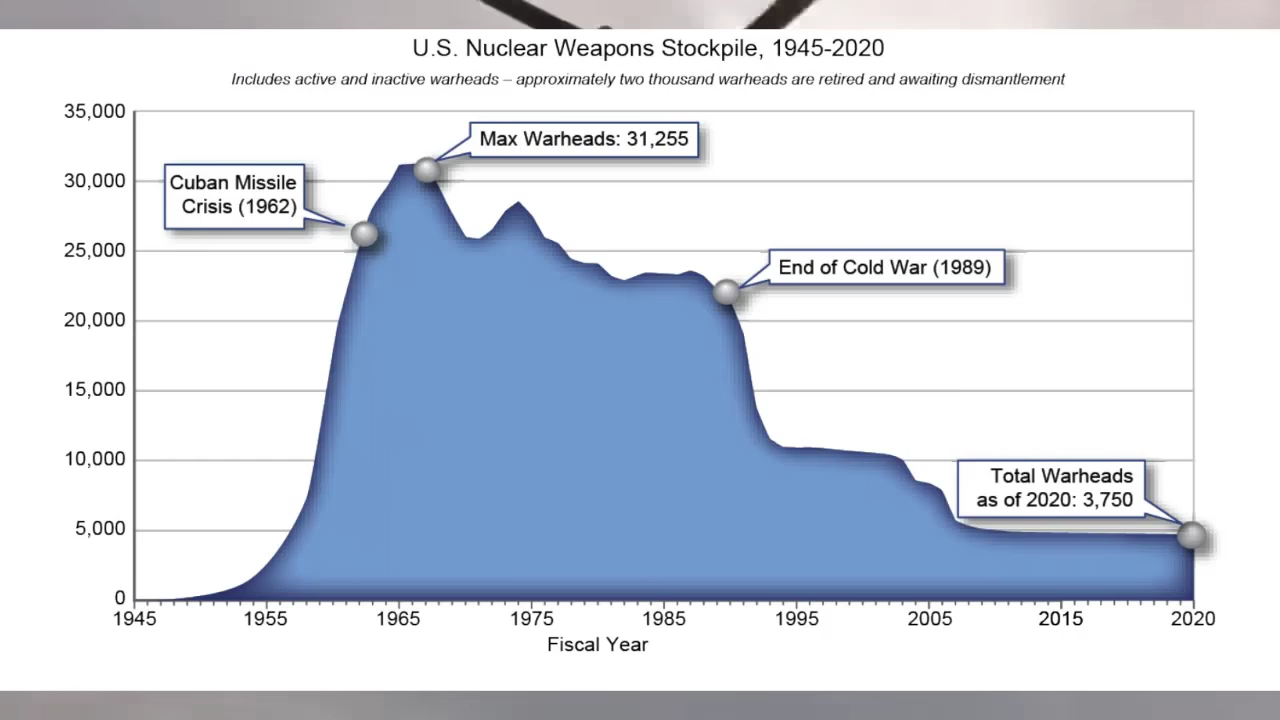 U.S. Nuclear Weapons Stockpile, 1945-2020
Includes active and inactive warheads – approximately two thousand warheads are retired and awaiting dismantlement
35,000
30,000
25,000
20,000
15,000
10,000
5,000
0
Cuban Missile
Crisis (1962)
Max Warheads: 31,255
End of Cold War (1989)
Total Warheads
as of 2020: 3,750
1945 1955 1965 1975 1985 1995 2005 2015 2020
Fiscal Year